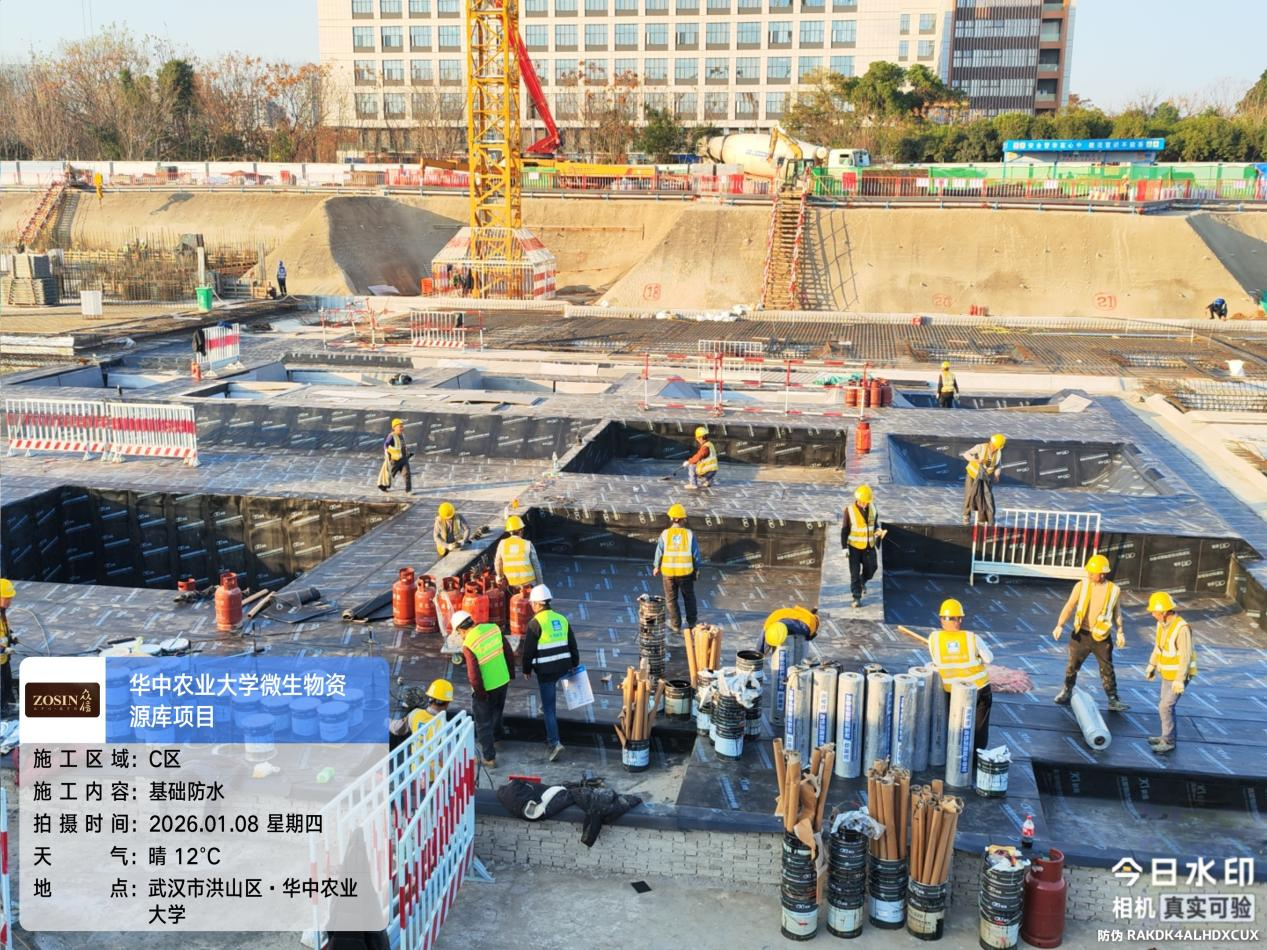 18
20
21
ZOSIN
众信
华中农业大学微生物资
源库项目
施工区域：C区
施工内容：基础防水
拍摄时间：2026.01.08 星期四
天气：晴 12℃
地点：武汉市洪山区·华中农业
大学
今日水印
相机 真实可验
防伪 RAKDK4ALHDXCUX